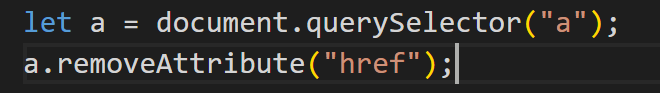 let a = document.querySelector("a");
a.removeAttribute("href");